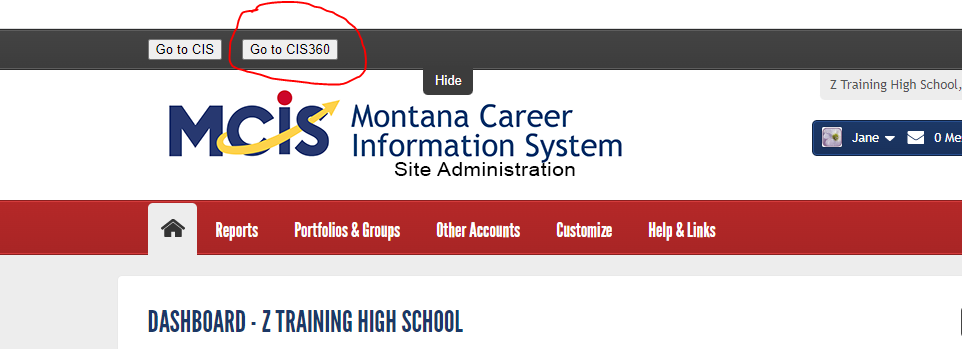 Go to CIS Go to CIS360
Hide
Z Training High School,
MCIS Montana Career
Information System
Site Administration
Jane 0 Me
Reports Portfolios & Groups Other Accounts Customize Help & Links
DASHBOARD - Z TRAINING HIGH SCHOOL